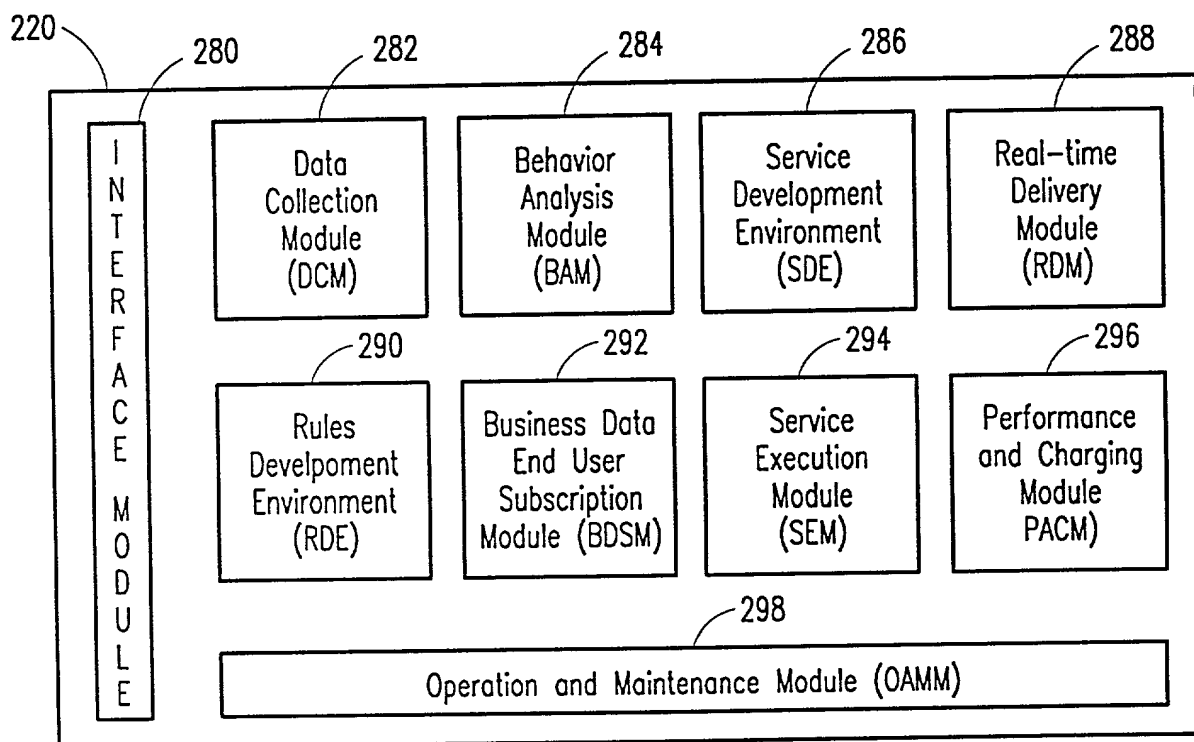 220
280
282
284
286
288
INTERFACE MODULE
Data
Collection
Module
(DCM)
Behavior
Analysis
Module
(BAM)
Service
Development
Environment
(SDE)
Real-time
Delivery
Module
(RDM)
290
292
294
296
Rules
Develpoment
Environment
(RDE)
Business Data
End User
Subscription
Module (BDSM)
Service
Execution
Module
(SEM)
Performance
and Charging
Module
PACM)
298
Operation and Maintenance Module (OAMM)